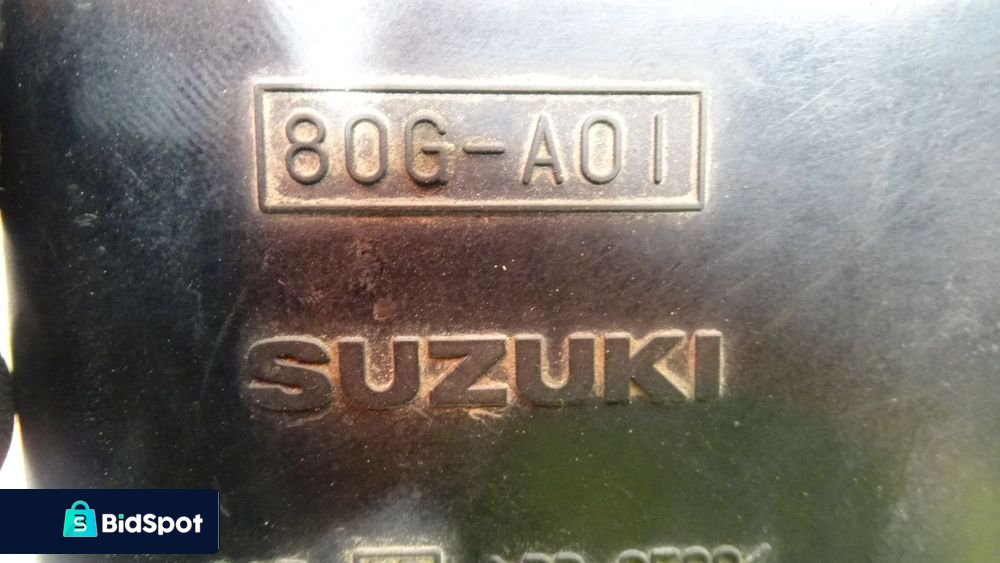 80G-A01
SUZUKI
BidSpot